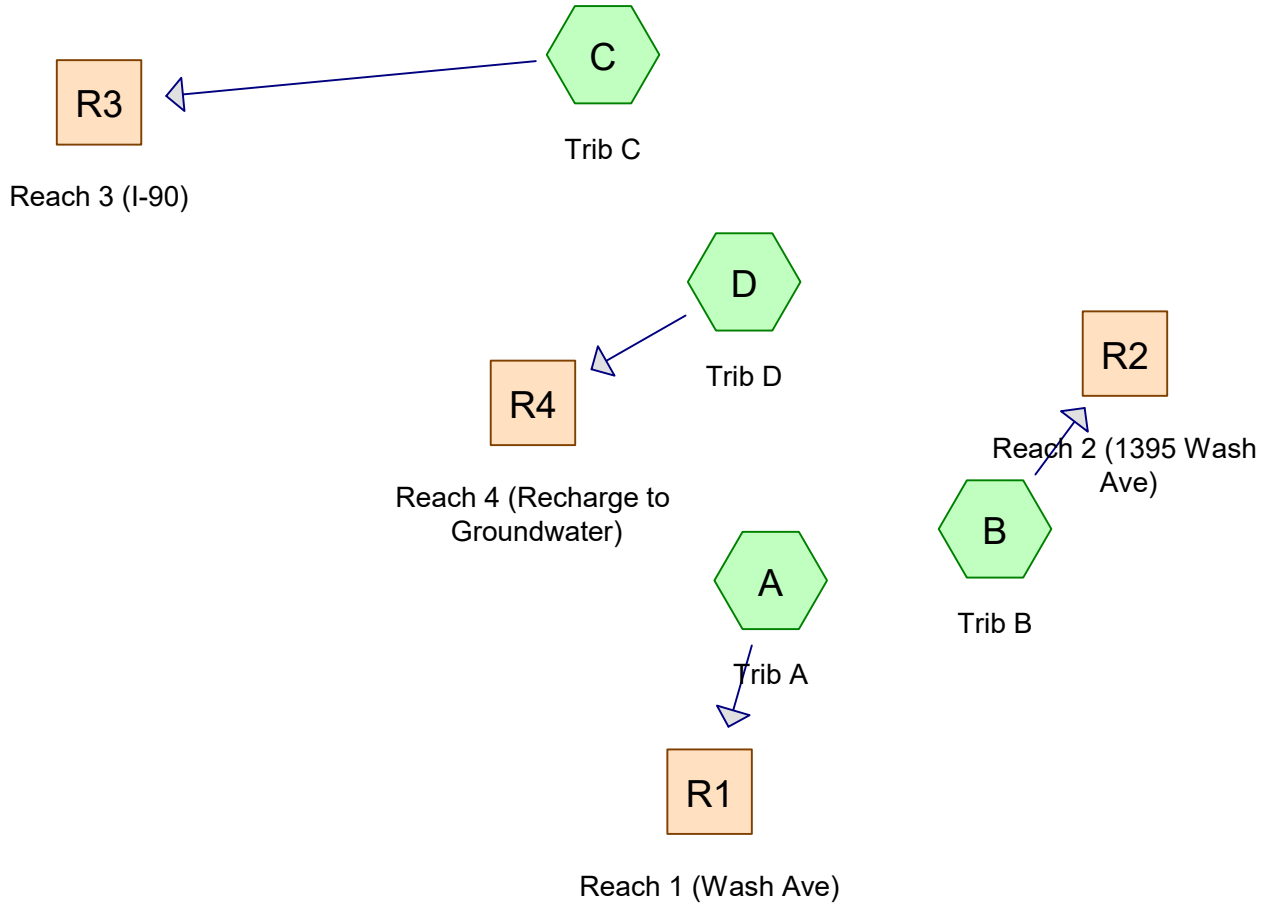 C
R3
Trib C
Reach 3 (I-90)
D
R2
Trib D
R4
Reach 2 (1395 Wash
Ave)
Reach 4 (Recharge to
Groundwater)
B
A
Trib B
Trib A
R1
Reach 1 (Wash Ave)